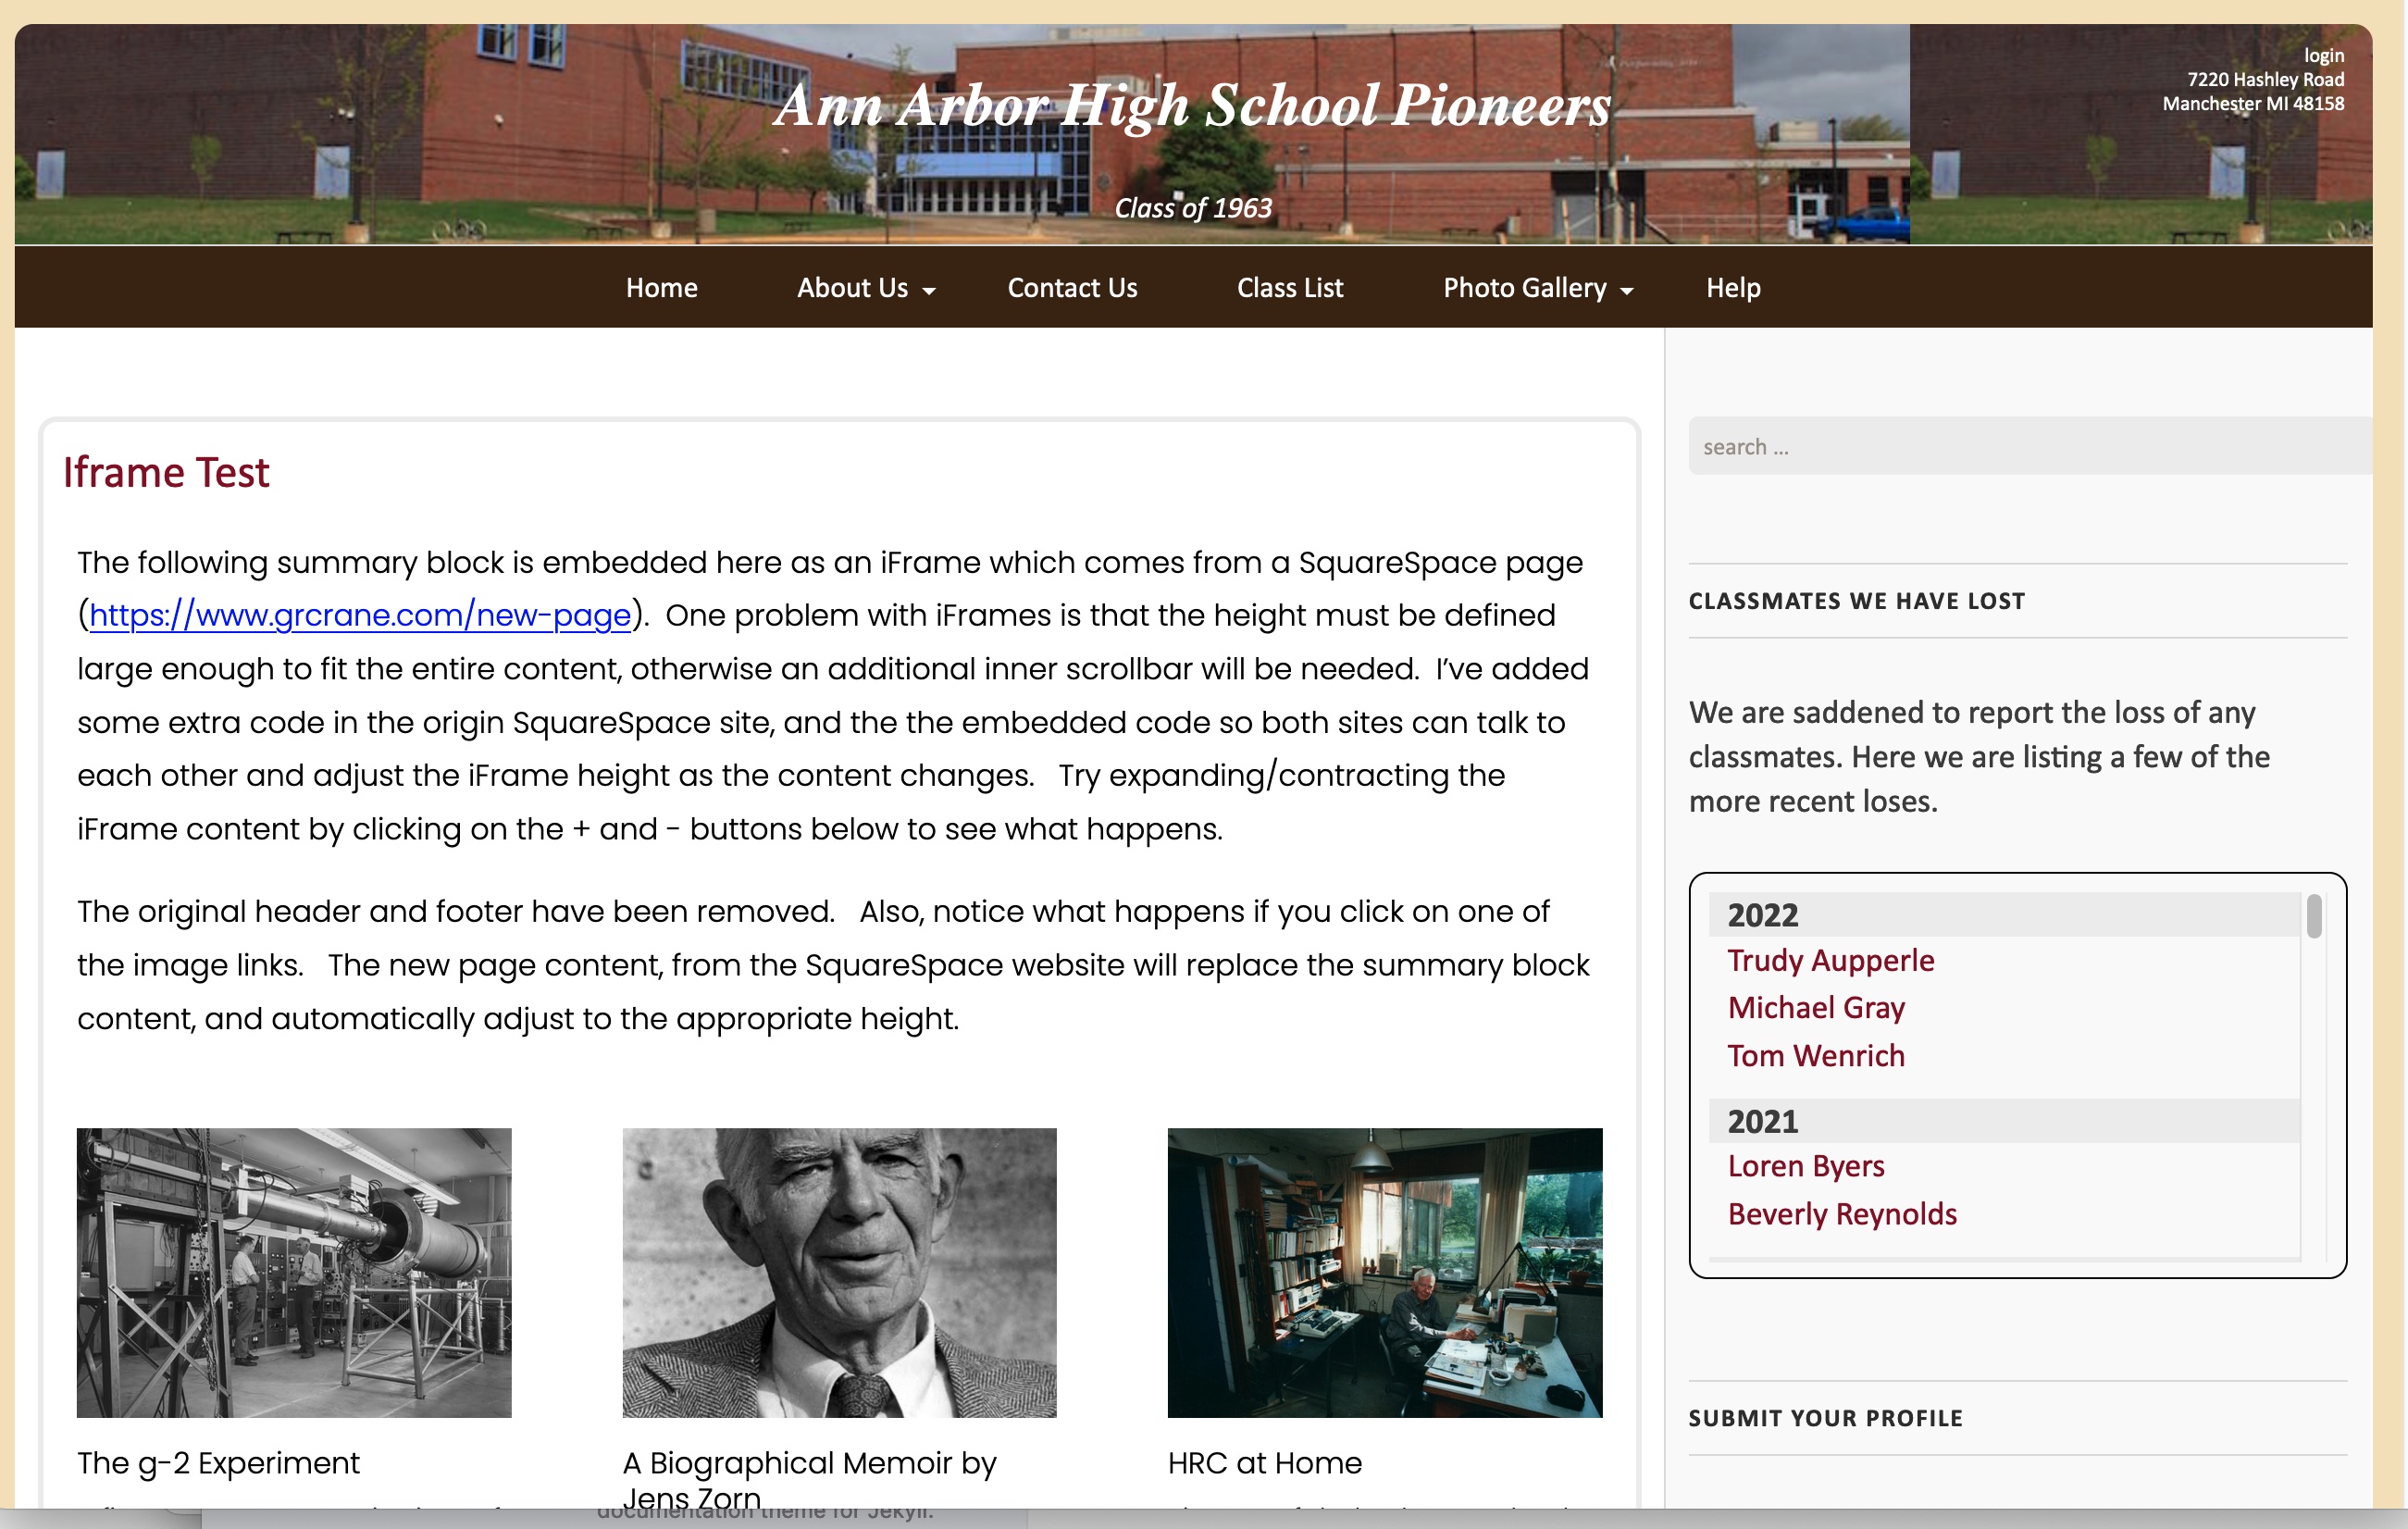 login
7220 Hashley Road
Manchester MI 48158
Ann Arbor High School Pioneers
Class of 1963
Home
About Us
Contact Us
Class List
Photo Gallery
Help
Iframe Test
The following summary block is embedded here as an iFrame which comes from a SquareSpace page
(https://www.grcrane.com/new-page).  One problem with iFrames is that the height must be defined
large enough to fit the entire content, otherwise an additional inner scrollbar will be needed.  I've added
some extra code in the origin SquareSpace site, and the the embedded code so both sites can talk to
each other and adjust the iFrame height as the content changes.   Try expanding/contracting the
iFrame content by clicking on the + and - buttons below to see what happens.
The original header and footer have been removed.   Also, notice what happens if you click on one of
the image links.   The new page content, from the SquareSpace website will replace the summary block
content, and automatically adjust to the appropriate height.
The g-2 Experiment
A Biographical Memoir by
Jens Zorn
HRC at Home
search ...
CLASSMATES WE HAVE LOST
We are saddened to report the loss of any
classmates. Here we are listing a few of the
more recent loses.
2022
Trudy Aupperle
Michael Gray
Tom Wenrich
2021
Loren Byers
Beverly Reynolds
SUBMIT YOUR PROFILE
documentation theme for Jekyll.